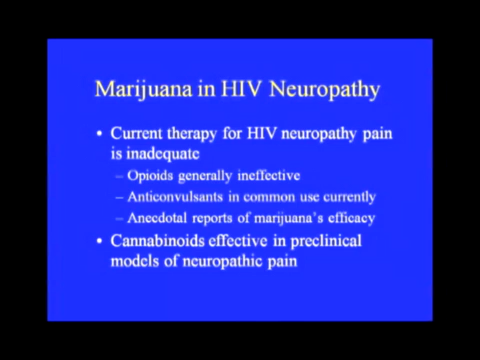 Marijuana in HIV Neuropathy
• Current therapy for HIV neuropathy pain
is inadequate
– Opioids generally ineffective
– Anticonvulsants in common use currently
– Anecdotal reports of marijuana's efficacy
• Cannabinoids effective in preclinical
models of neuropathic pain